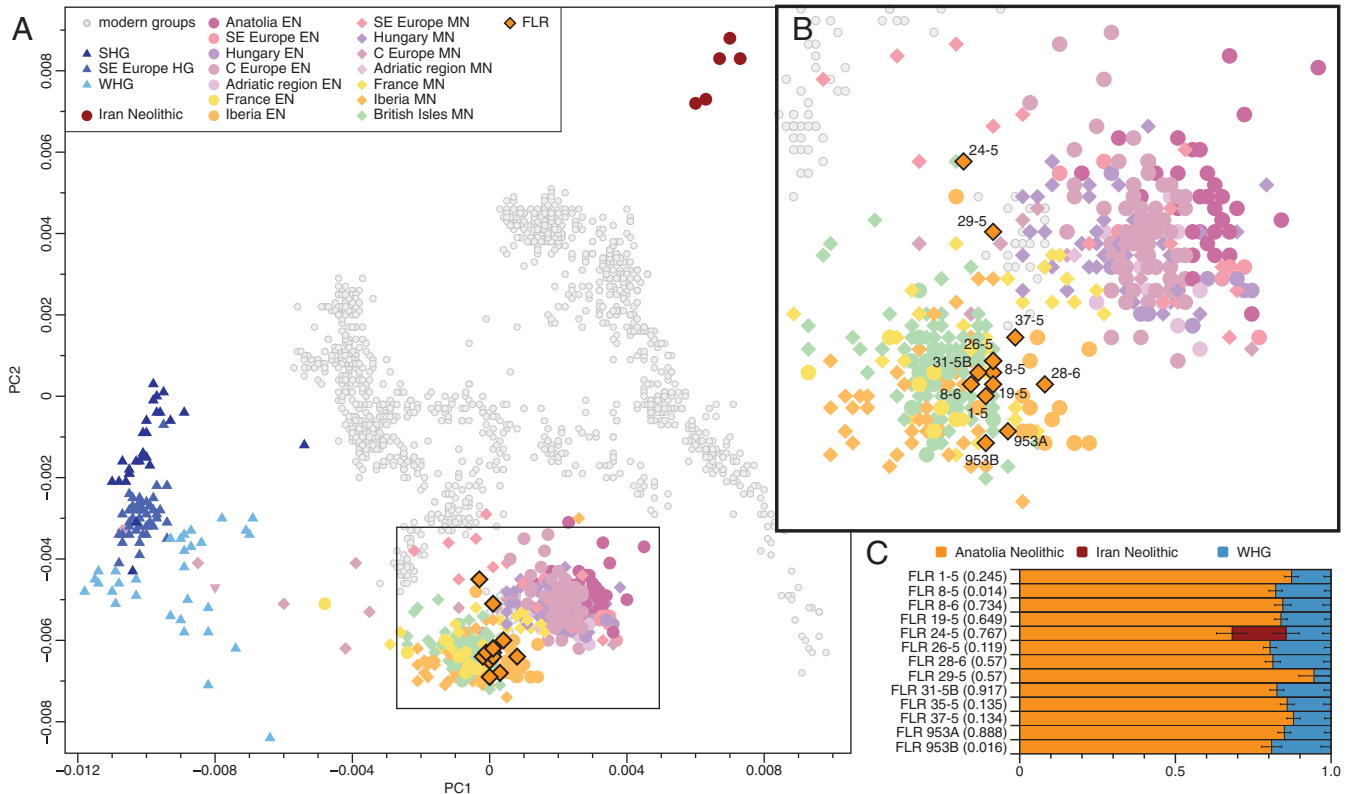 A
modern groups
SHG
SE Europe HG
WHG
Iran Neolithic
Anatolia EN
SE Europe EN
Hungary EN
C Europe EN
Adriatic region EN
France EN
Iberia EN
SE Europe MN
Hungary MN
C Europe MN
Adriatic region MN
France MN
Iberia MN
British Isles MN
FLR
PC2
0.008
0.006
0.004
0.002
0
−0.002
−0.004
−0.006
−0.008
−0.012
−0.008
−0.004
0
0.004
0.008
PC1
B
24-5
29-5
37-5
26-5
31-5B
8-5
28-6
8-6
19-5
1-5
953A
953B
C
Anatolia Neolithic
Iran Neolithic
WHG
FLR 1-5 (0.245)
FLR 8-5 (0.014)
FLR 8-6 (0.734)
FLR 19-5 (0.649)
FLR 24-5 (0.767)
FLR 26-5 (0.119)
FLR 28-6 (0.57)
FLR 29-5 (0.57)
FLR 31-5B (0.917)
FLR 35-5 (0.135)
FLR 37-5 (0.134)
FLR 953A (0.888)
FLR 953B (0.016)
0
0.5
1.0